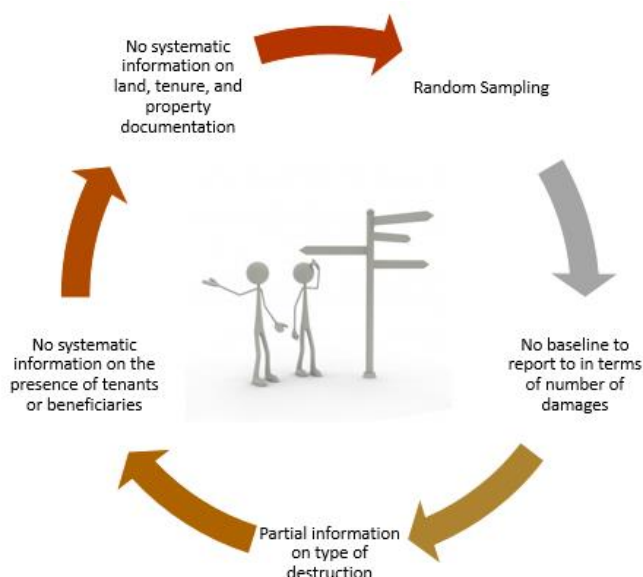 No systematic
information on
land, tenure, and
property
documentation
Random Sampling
No baseline to
report to in terms
of number of
damages
Partial information
on type of
destruction
No systematic
information on the
presence of tenants
or beneficiaries